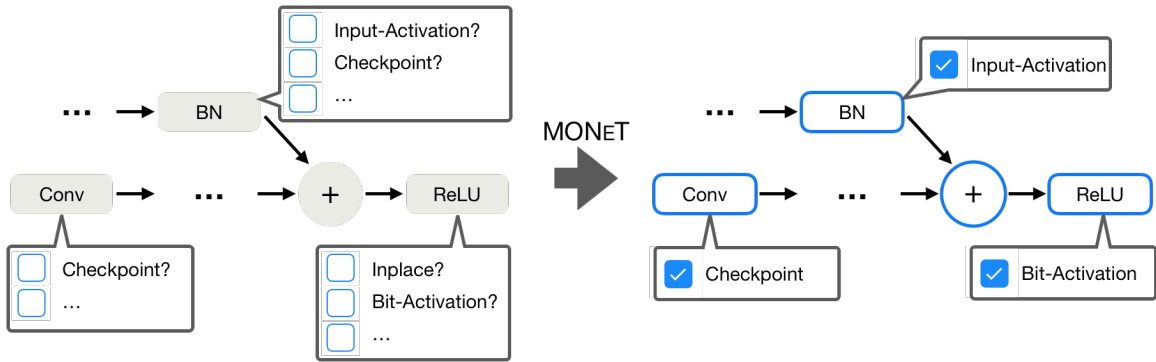 Input-Activation?
Checkpoint?
...
... BN
Conv ... + ReLU
Checkpoint?
...
Inplace?
Bit-Activation?
...
MONET
Input-Activation
... BN
Conv ... + ReLU
Checkpoint
Bit-Activation